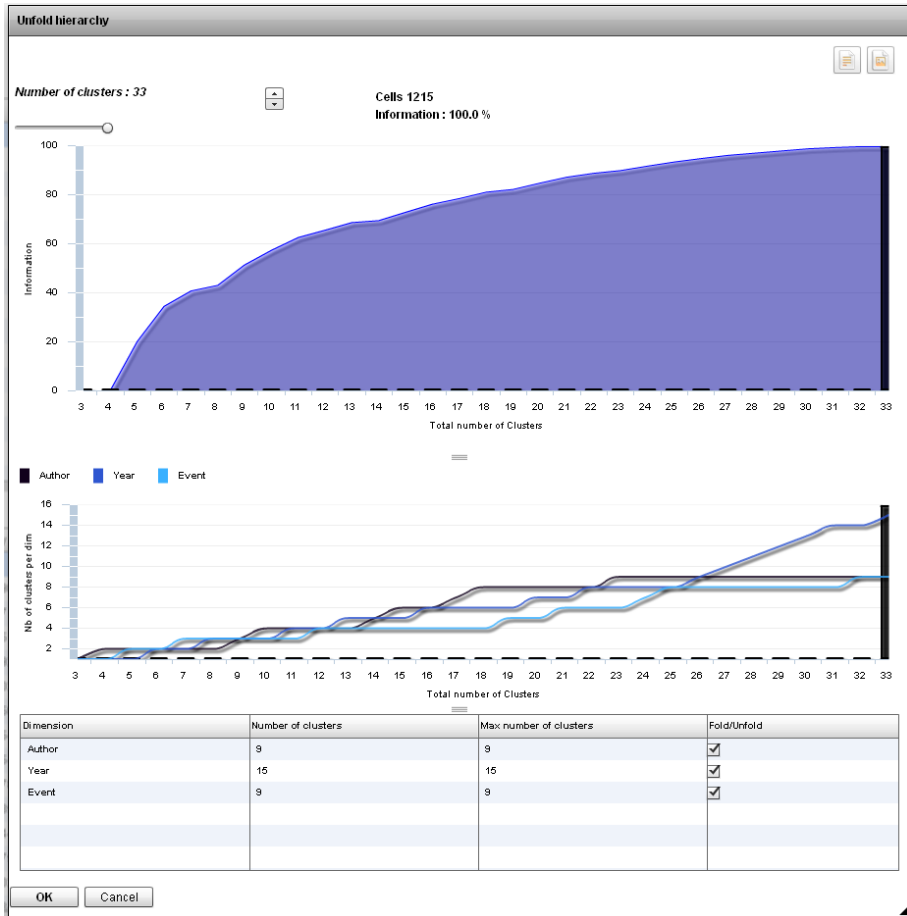 Unfold hierarchy
Number of clusters : 33
Cells 1215
Information : 100.0 %
100
80
60
40
20
0
Information
3 4 5 6 7 8 9 10 11 12 13 14 15 16 17 18 19 20 21 22 23 24 25 26 27 28 29 30 31 32 33
Total number of Clusters
Author Year Event
16
14
12
10
8
6
4
2
Nb of clusters per dim
3 4 5 6 7 8 9 10 11 12 13 14 15 16 17 18 19 20 21 22 23 24 25 26 27 28 29 30 31 32 33
Total number of Clusters
Dimension Number of clusters Max number of clusters Fold/Unfold
Author 9 9
Year 15 15
Event 9 9
OK Cancel